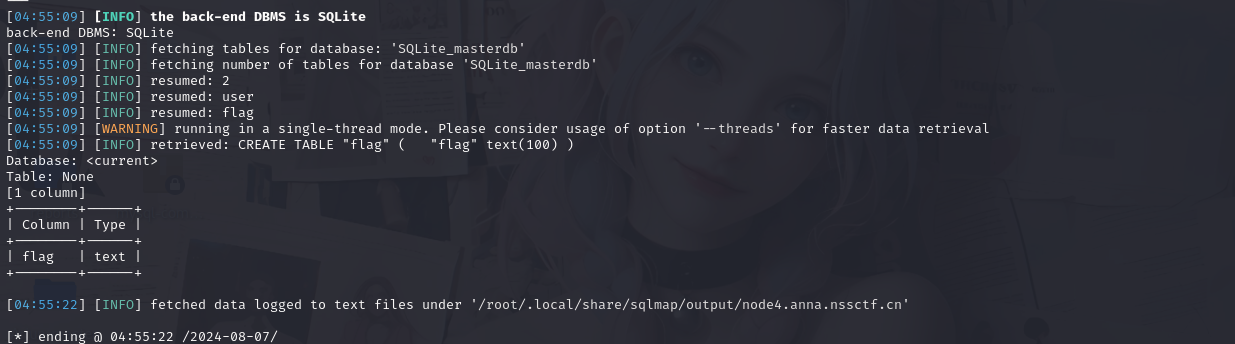 [04:55:09] [INFO] the back-end DBMS is SQLite
back-end DBMS: SQLite
[04:55:09] [INFO] fetching tables for database: 'SQLite_masterdb'
[04:55:09] [INFO] fetching number of tables for database 'SQLite_masterdb'
[04:55:09] [INFO] resumed: 2
[04:55:09] [INFO] resumed: user
[04:55:09] [INFO] resumed: flag
[04:55:09] [WARNING] running in a single-thread mode. Please consider usage of option '--threads' for faster data retrieval
[04:55:09] [INFO] retrieved: CREATE TABLE "flag" (   "flag" text(100) )
Database: <current>
Table: None
[1 column]
+--------+------+
| Column | Type |
+--------+------+
| flag   | text |
+--------+------+
[04:55:22] [INFO] fetched data logged to text files under '/root/.local/share/sqlmap/output/node4.anna.nssctf.cn'
[*] ending @ 04:55:22 /2024-08-07/